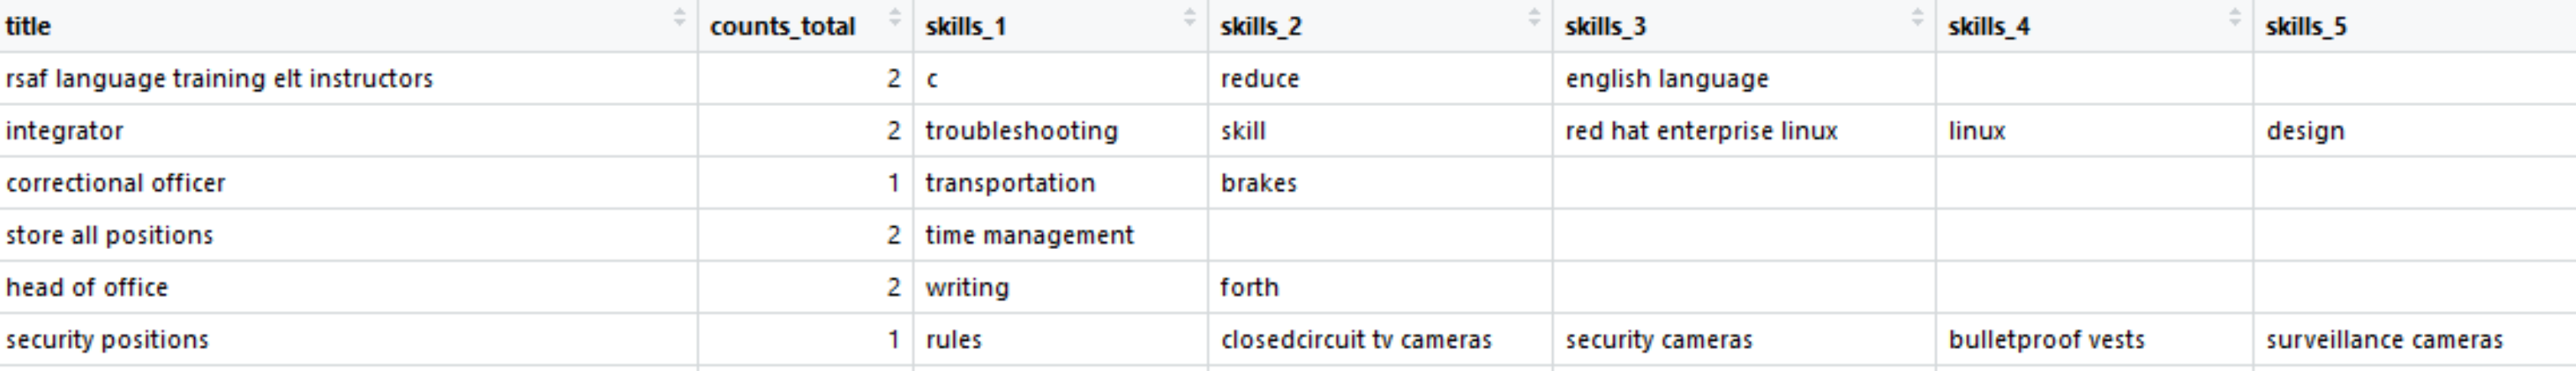 title counts_total skills_1 skills_2 skills_3 skills_4 skills_5
rsaf language training elt instructors 2 c reduce english language
integrator 2 troubleshooting skill red hat enterprise linux linux design
correctional officer 1 transportation brakes
store all positions 2 time management
head of office 2 writing forth
security positions 1 rules closedcircuit tv cameras security cameras bulletproof vests surveillance cameras